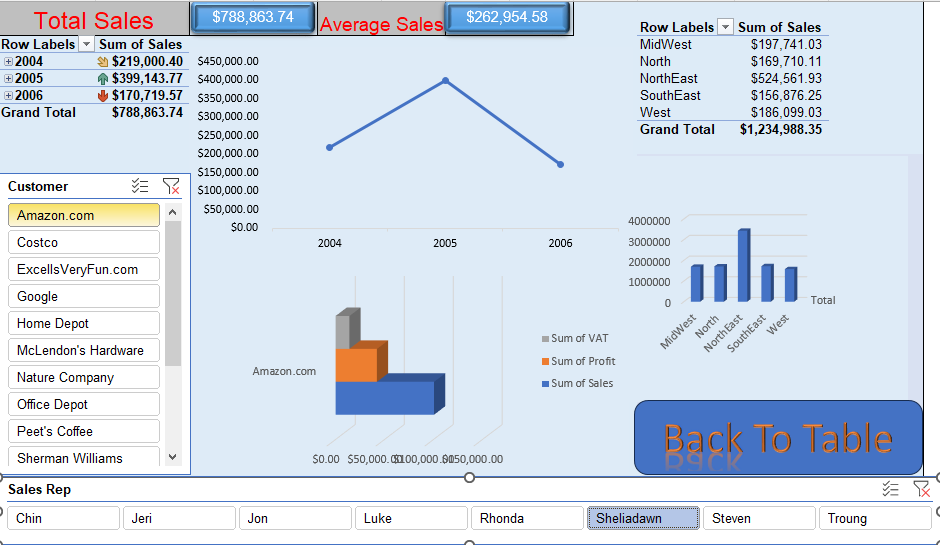 Total Sales
$788,863.74
Average Sales
$262,954.58
Row Labels Sum of Sales
2004 $219,000.40
2005 $399,143.77
2006 $170,719.57
Grand Total $788,863.74
$450,000.00
$400,000.00
$350,000.00
$300,000.00
$250,000.00
$200,000.00
$150,000.00
$100,000.00
$50,000.00
$0.00
2004 2005 2006
Row Labels Sum of Sales
MidWest $197,741.03
North $169,710.11
NorthEast $524,561.93
SouthEast $156,876.25
West $186,099.03
Grand Total $1,234,988.35
Customer
Amazon.com
Costco
ExcelIsVeryFun.com
Google
Home Depot
McLendon's Hardware
Nature Company
Office Depot
Peet's Coffee
Sherman Williams
4000000
3000000
2000000
1000000
0
MidWest
North
NorthEast
SouthEast
West
Total
Amazon.com
Sum of VAT
Sum of Profit
Sum of Sales
$0.00 $50,000.00 $100,000.00 $150,000.00
Back To Table
Sales Rep
Chin Jeri Jon Luke Rhonda Sheliadawn Steven Troung